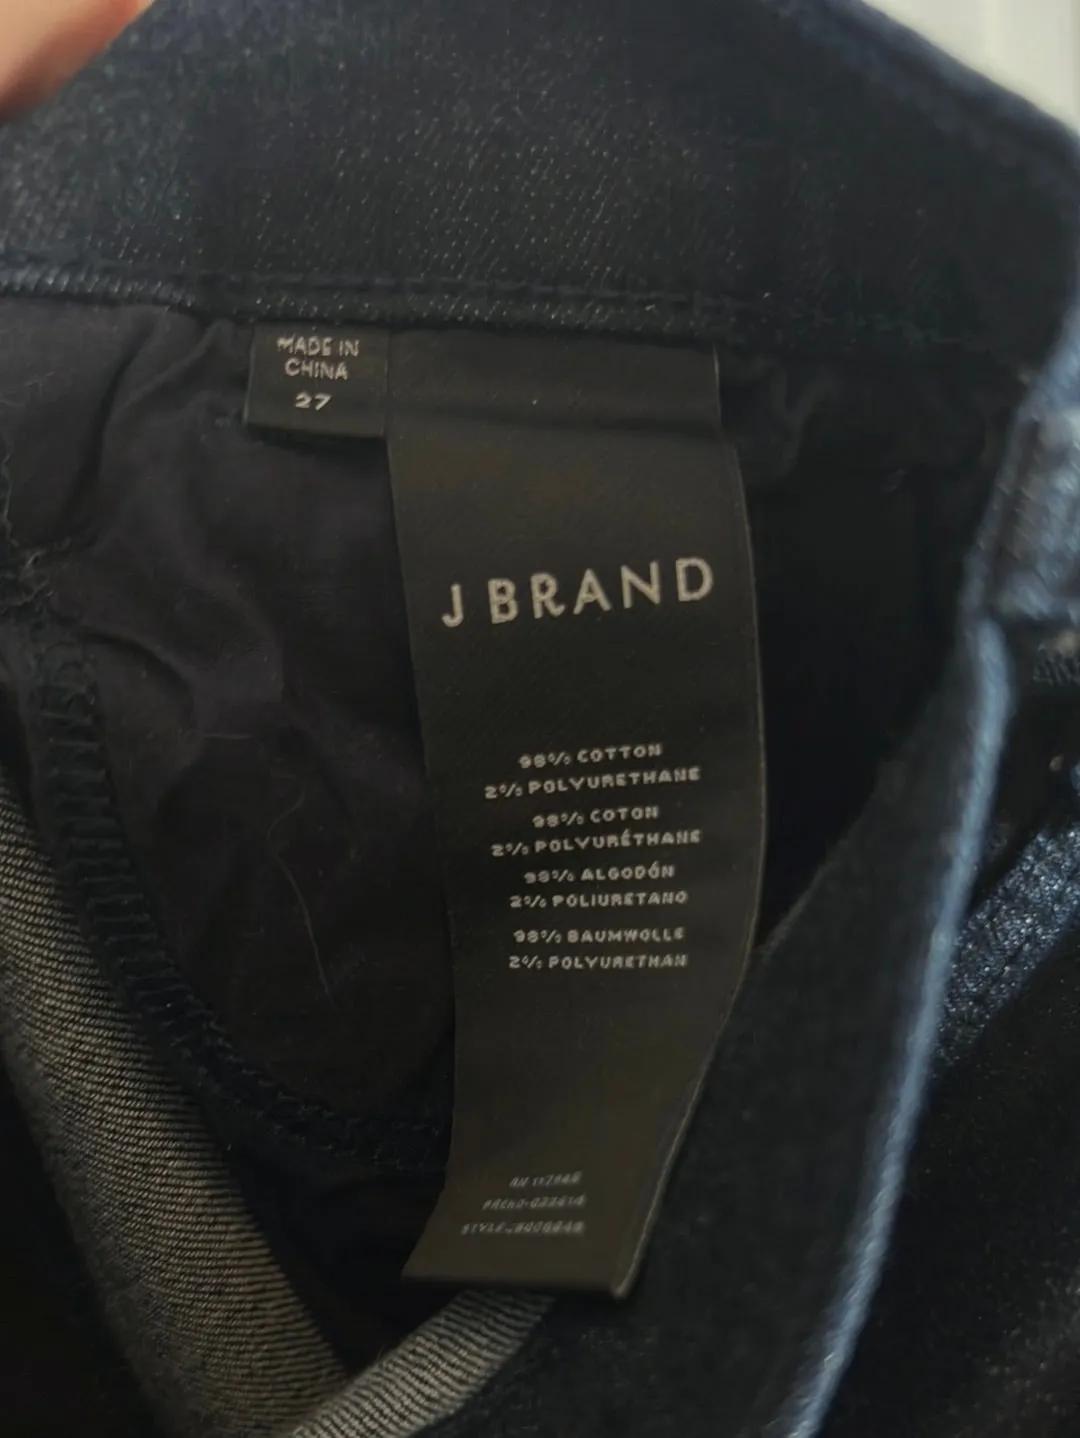 MADE IN
CHINA
27
J BRAND
98% COTTON
2% POLYURETHANE
98% COTON
2% POLYURÉTHANE
98% ALGODÓN
2% POLIURETANO
98% BAUMWOLLE
2% POLYURETHAN